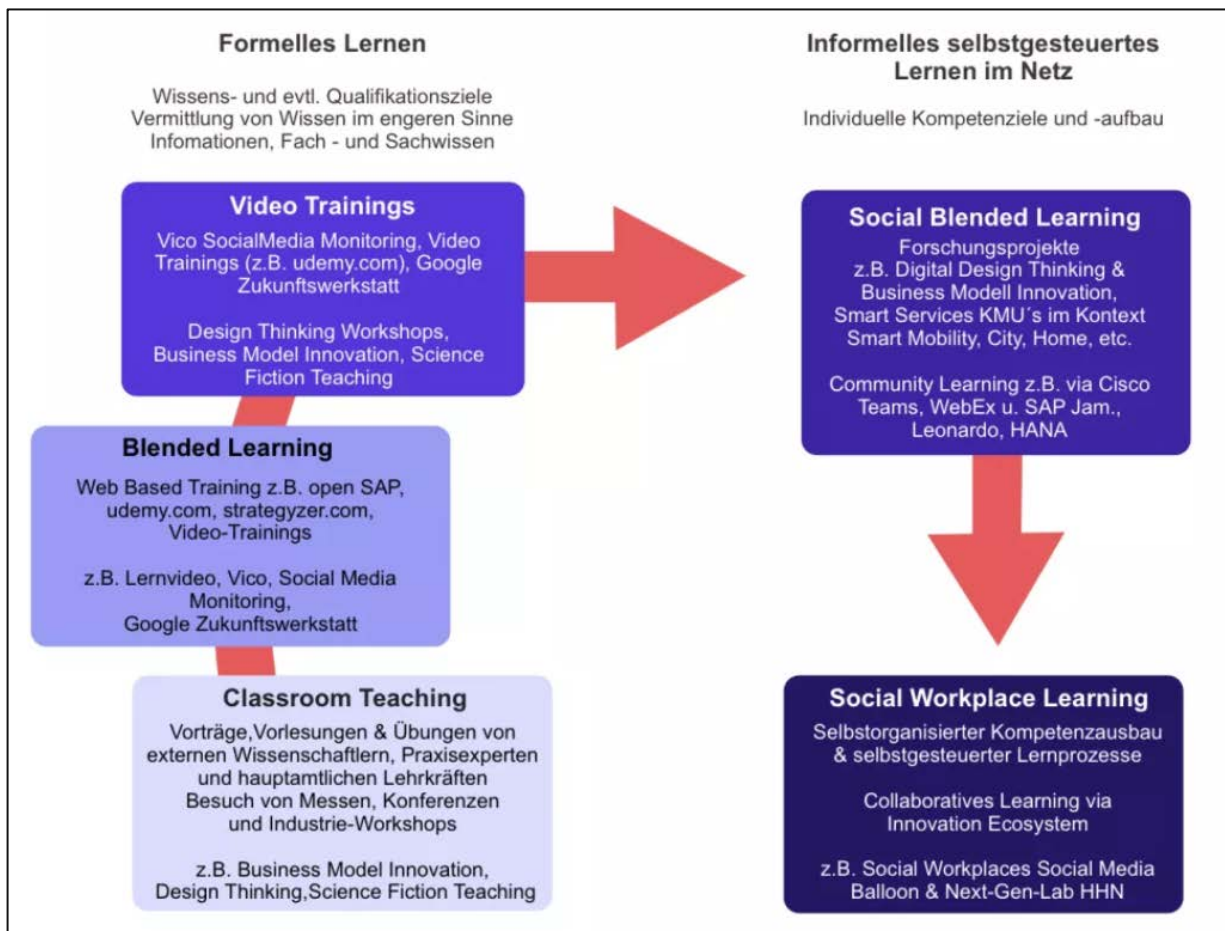 Formelles Lernen
Wissens- und evtl. Qualifikationsziele
Vermittlung von Wissen im engeren Sinne
Infomationen, Fach - und Sachwissen
Video Trainings
Vico SocialMedia Monitoring, Video
Trainings (z.B. udemy.com), Google
Zukunftswerkstatt
Design Thinking Workshops,
Business Model Innovation, Science
Fiction Teaching
Blended Learning
Web Based Training z.B. open SAP,
udemy.com, strategyzer.com,
Video-Trainings
z.B. Lernvideo, Vico, Social Media
Monitoring,
Google Zukunftswerkstatt
Classroom Teaching
Vorträge,Vorlesungen & Übungen von
externen Wissenschaftlern, Praxisexperten
und hauptamtlichen Lehrkräften
Besuch von Messen, Konferenzen
und Industrie-Workshops
z.B. Business Model Innovation,
Design Thinking,Science Fiction Teaching
Informelles selbstgesteuertes
Lernen im Netz
Individuelle Kompetenziele und -aufbau
Social Blended Learning
Forschungsprojekte
z.B. Digital Design Thinking &
Business Modell Innovation,
Smart Services KMU´s im Kontext
Smart Mobility, City, Home, etc.
Community Learning z.B. via Cisco
Teams, WebEx u. SAP Jam.,
Leonardo, HANA
Social Workplace Learning
Selbstorganisierter Kompetenzausbau
& selbstgesteuerter Lernprozesse
Collaboratives Learning via
Innovation Ecosystem
z.B. Social Workplaces Social Media
Balloon & Next-Gen-Lab HHN